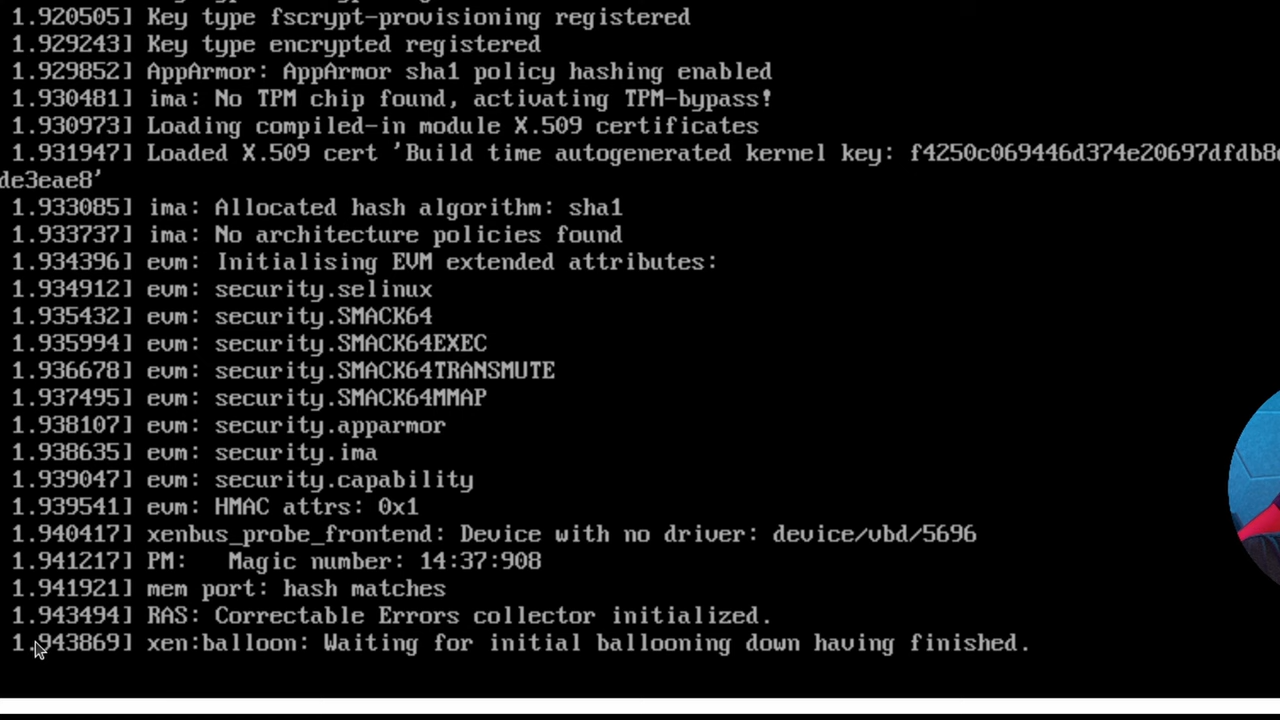 1.920505] Key type fscrypt-provisioning registered
1.929243] Key type encrypted registered
1.929852] AppArmor: AppArmor sha1 policy hashing enabled
1.930481] ima: No TPM chip found, activating TPM-bypass!
1.930973] Loading compiled-in module X.509 certificates
1.931947] Loaded X.509 cert 'Build time autogenerated kernel key: f4250c069446d374e20697dfdb8
de3eae8'
1.933085] ima: Allocated hash algorithm: sha1
1.933737] ima: No architecture policies found
1.934396] evm: Initialising EVM extended attributes:
1.934912] evm: security.selinux
1.935432] evm: security.SMACK64
1.935994] evm: security.SMACK64EXEC
1.936678] evm: security.SMACK64TRANSMUTE
1.937495] evm: security.SMACK64MMAP
1.938107] evm: security.apparmor
1.938635] evm: security.ima
1.939047] evm: security.capability
1.939541] evm: HMAC attrs: 0x1
1.940417] xenbus_probe_frontend: Device with no driver: device/vbd/5696
1.941217] PM:   Magic number: 14:37:908
1.941921] mem port: hash matches
1.943494] RAS: Correctable Errors collector initialized.
1.943869] xen:balloon: Waiting for initial ballooning down having finished.